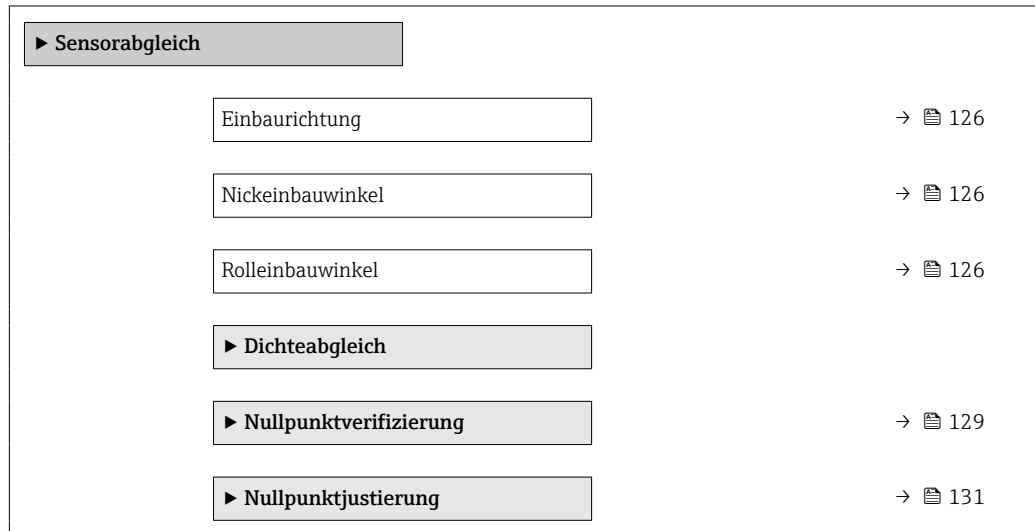 ▶ Sensorabgleich
Einbaurichtung → 126
Nickeinbauwinkel → 126
Rolleinbauwinkel → 126
▶ Dichteabgleich
▶ Nullpunktverifizierung → 129
▶ Nullpunktjustierung → 131